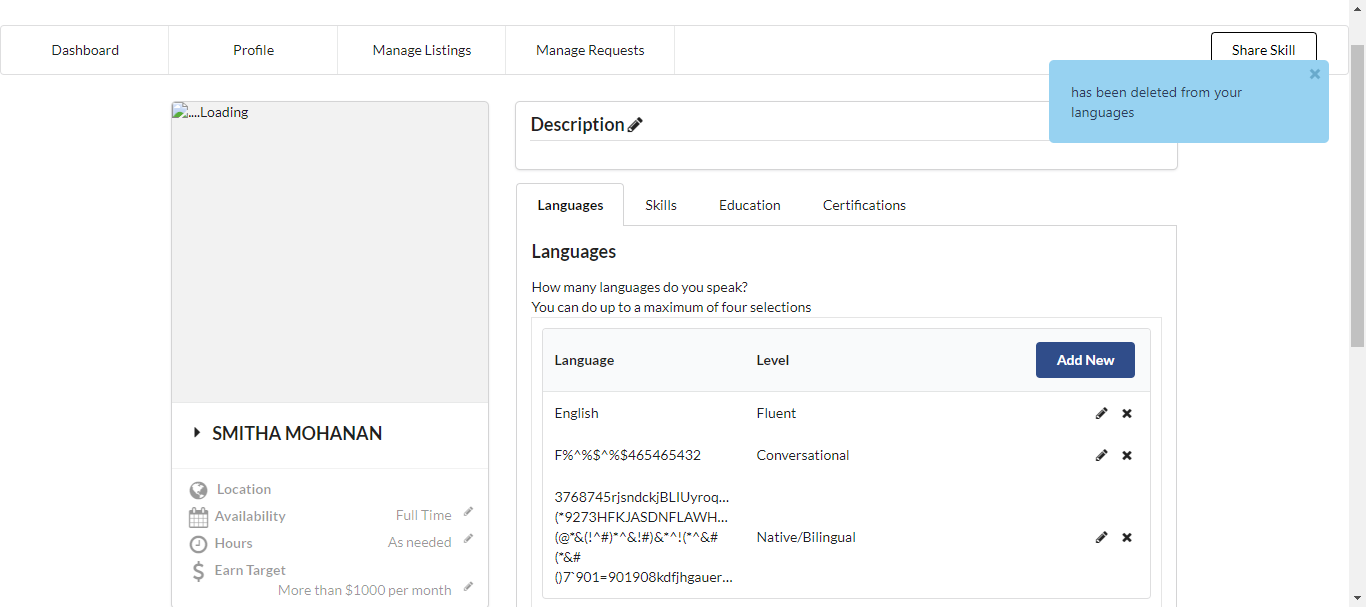 Dashboard
Profile
Manage Listings
Manage Requests
Share Skill
has been deleted from your
languages
....Loading
Description
Languages
Skills
Education
Certifications
Languages
How many languages do you speak?
You can do up to a maximum of four selections
Language
Level
Add New
English
Fluent
F%^%$^%$465465432
Conversational
3768745rjsndckjBLIUyroq...
(*9273HFKJASDNFLAWH...
(@*&(!^#)*^&!#)&*^!(*^&#
(*&#
()7`901=901908kdfjhgauer...
Native/Bilingual
SMITHA MOHANAN
Location
Availability
Full Time
Hours
As needed
Earn Target
More than $1000 per month